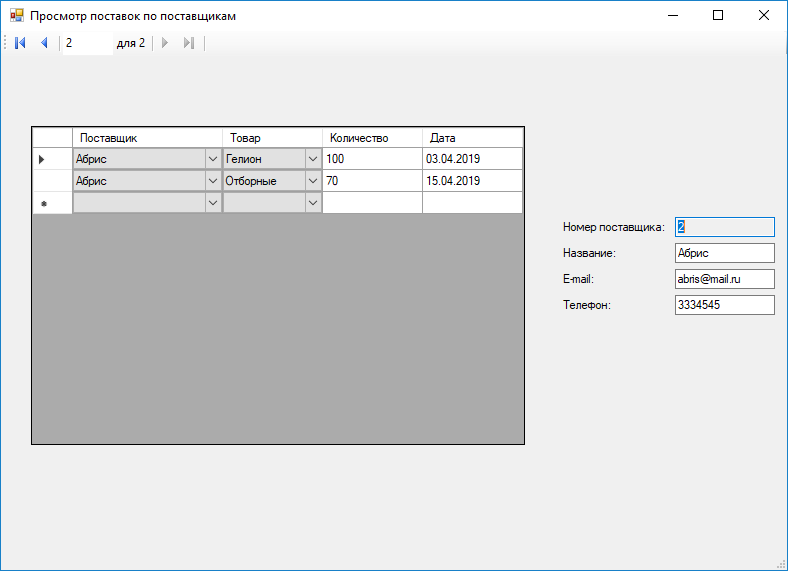 Просмотр поставок по поставщикам
2 для 2
Поставщик Товар Количество Дата
Абрис Гелион 100 03.04.2019
Абрис Отборные 70 15.04.2019
Номер поставщика: 2
Название: Абрис
E-mail: abris@mail.ru
Телефон: 3334545